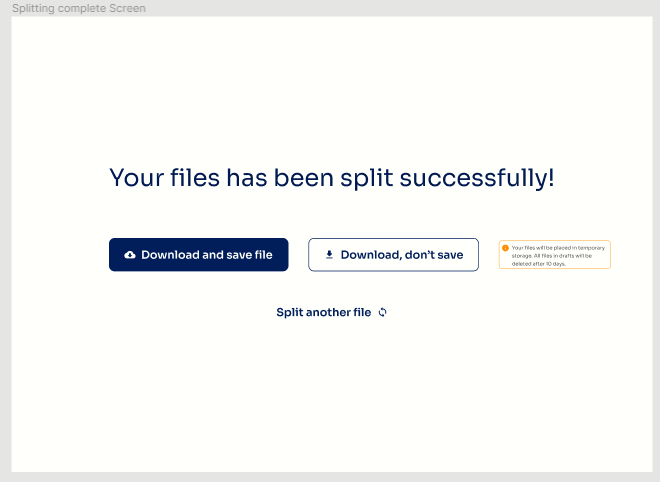 Splitting complete Screen
Your files has been split successfully!
Download and save file
Download, don’t save
Your files will be placed in temporary
storage. All files in drafts will be
deleted after 10 days.
Split another file